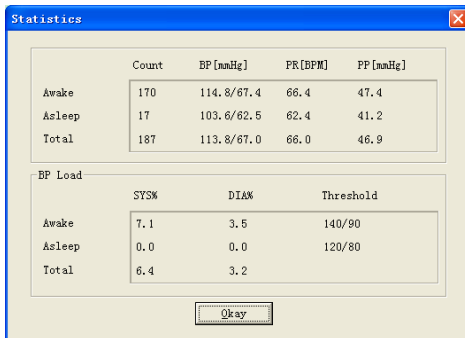 Statistics
Count BP[mmHg] PR[BPM] PP[mmHg]
Awake 170 114.8/67.4 66.4 47.4
Asleep 17 103.6/62.5 62.4 41.2
Total 187 113.8/67.0 66.0 46.9
BP Load
SYS% DIA% Threshold
Awake 7.1 3.5 140/90
Asleep 0.0 0.0 120/80
Total 6.4 3.2
Okay